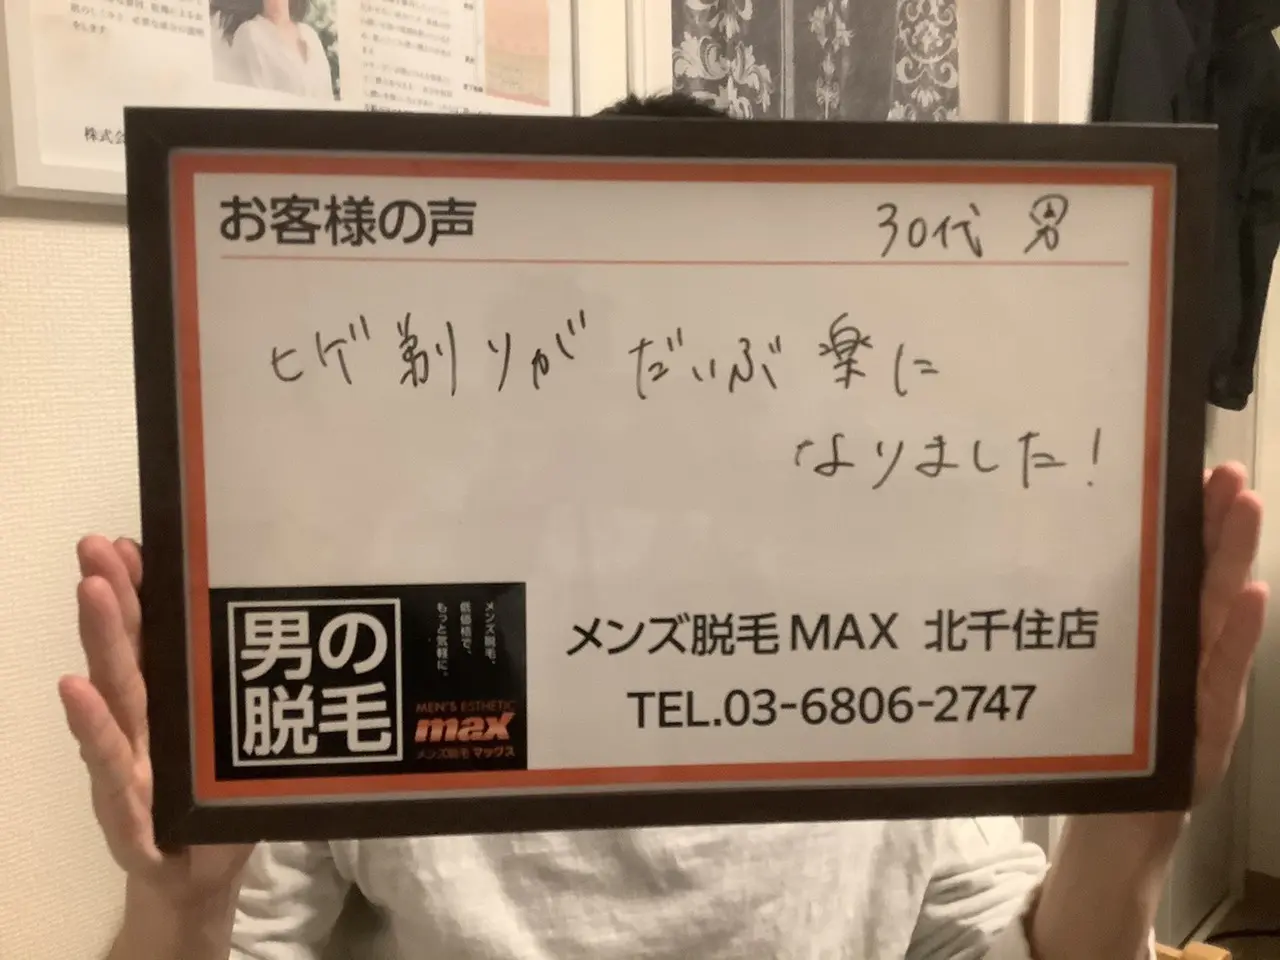 お客様の声
30代 男
ヒゲ剃りがだいぶ楽に
なりました!
男の
脱毛
メンズ脱毛、
低価格で、
もっと気軽に。
MEN'S ESTHETIC
max
メンズ脱毛 マックス
メンズ脱毛 MAX 北千住店
TEL.03-6806-2747